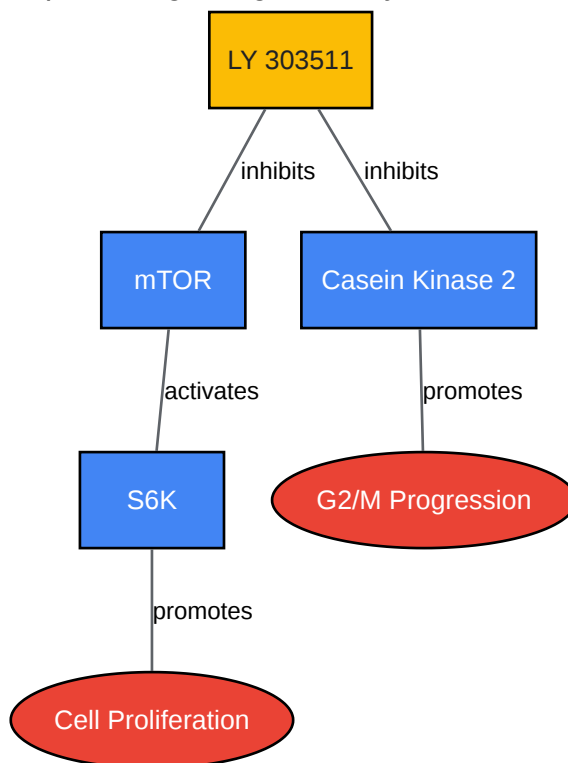 LY 303511
inhibits
inhibits
mTOR
Casein Kinase 2
activates
promotes
S6K
G2/M Progression
promotes
Cell Proliferation